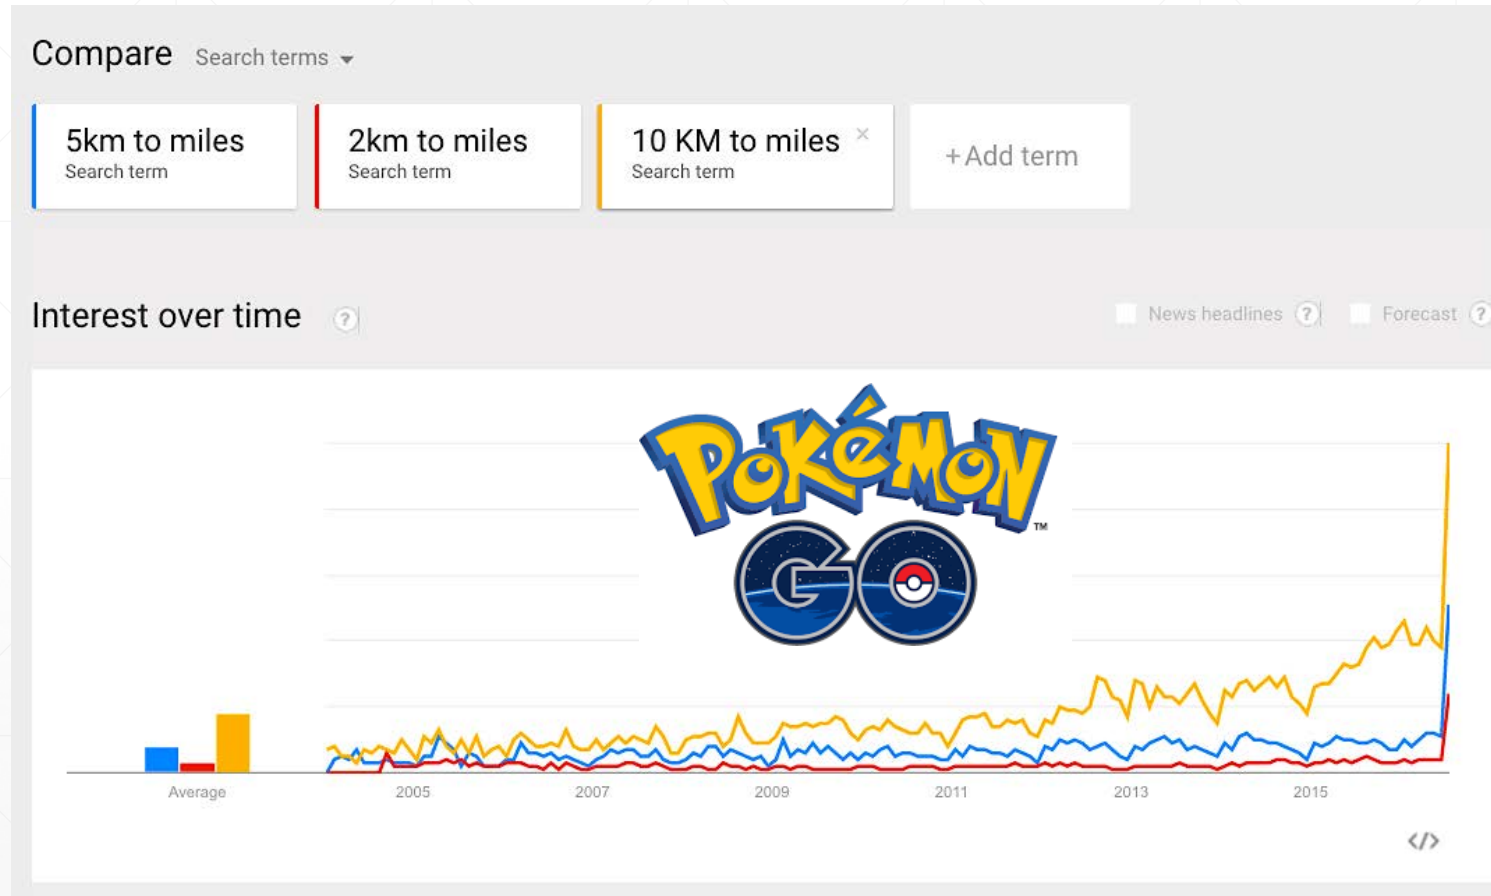 Compare Search terms
5km to miles
Search term
2km to miles
Search term
10 KM to miles ×
Search term
+Add term
Interest over time ?
News headlines ?
Forecast ?
POKéMON
TM
GO
Average
2005
2007
2009
2011
2013
2015
</>